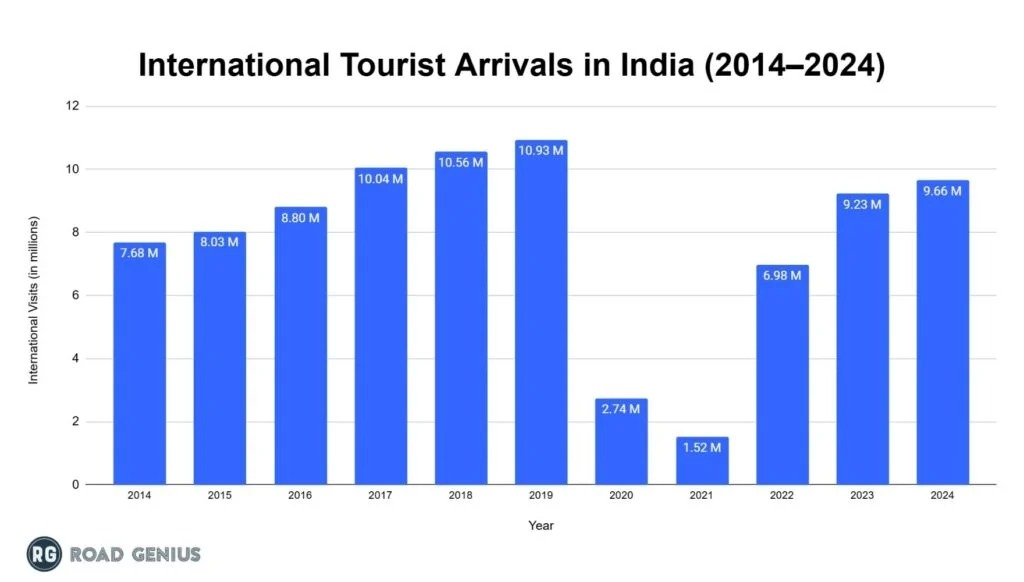 International Tourist Arrivals in India (2014–2024)
International Visits (in millions)
12
10
8
6
4
2
0
7.68 M
8.03 M
8.80 M
10.04 M
10.56 M
10.93 M
2.74 M
1.52 M
6.98 M
9.23 M
9.66 M
2014
2015
2016
2017
2018
2019
2020
2021
2022
2023
2024
Year
RG ROAD GENIUS